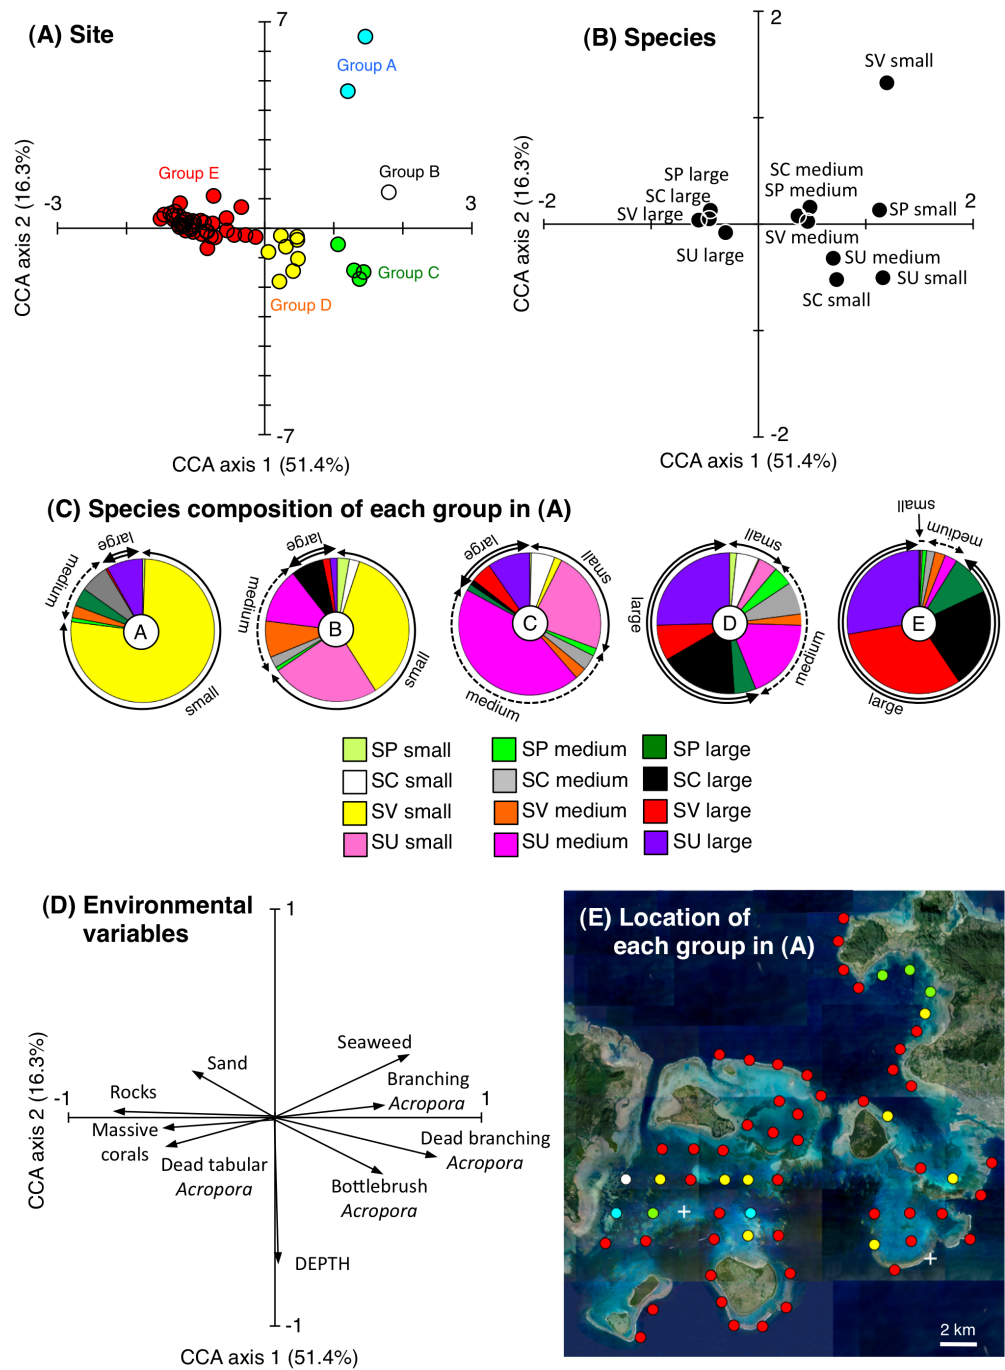 (A) Site
7
Group A
Group B
Group E
-3
3
Group C
Group D
-7
CCA axis 2 (16.3%)
CCA axis 1 (51.4%)
(B) Species
2
SV small
SP large
SC medium
SC large
SP medium
-2
SV large
SP small
2
SU large
SV medium
SU medium
SU small
SC small
-2
CCA axis 2 (16.3%)
CCA axis 1 (51.4%)
(C) Species composition of each group in (A)
large
medium
A
small
large
medium
B
small
large
small
C
medium
small
large
D
medium
small
medium
E
large
SP small
SP medium
SP large
SC small
SC medium
SC large
SV small
SV medium
SV large
SU small
SU medium
SU large
(D) Environmental
variables
1
Seaweed
Sand
Branching
Acropora
Rocks
-1
1
Massive
corals
Dead branching
Acropora
Dead tabular
Acropora
Bottlebrush
Acropora
DEPTH
-1
CCA axis 2 (16.3%)
CCA axis 1 (51.4%)
(E) Location of
each group in (A)
2 km